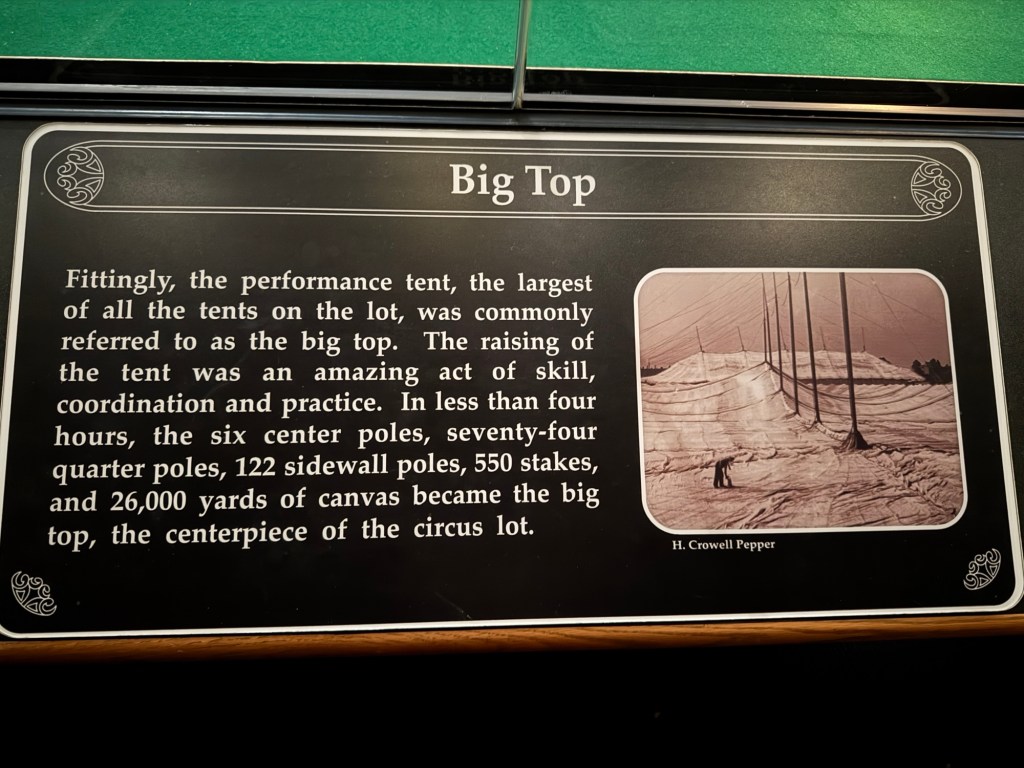 Big Top
Fittingly, the performance tent, the largest
of all the tents on the lot, was commonly
referred to as the big top. The raising of
the tent was an amazing act of skill,
coordination and practice. In less than four
hours, the six center poles, seventy-four
quarter poles, 122 sidewall poles, 550 stakes,
and 26,000 yards of canvas became the big
top, the centerpiece of the circus lot.
H. Crowell Pepper